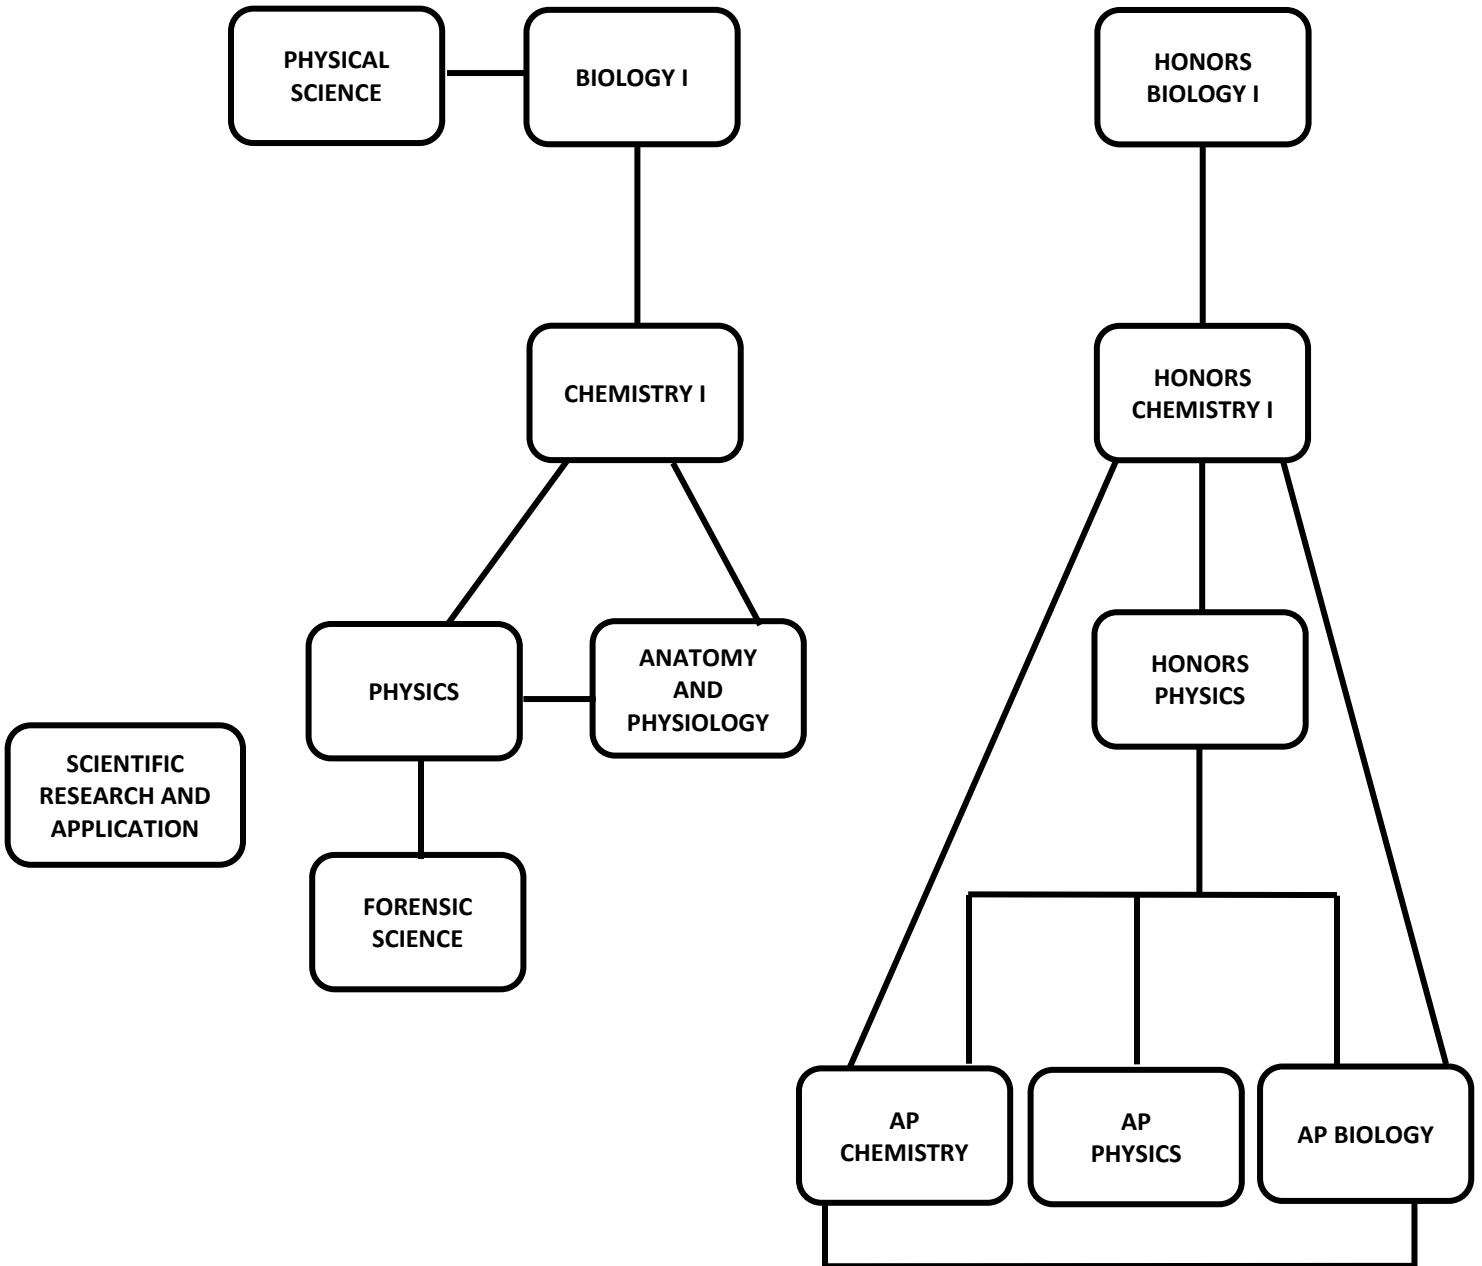 PHYSICAL
SCIENCE
BIOLOGY I
HONORS
BIOLOGY I
CHEMISTRY I
HONORS
CHEMISTRY I
PHYSICS
ANATOMY
AND
PHYSIOLOGY
HONORS
PHYSICS
SCIENTIFIC
RESEARCH AND
APPLICATION
FORENSIC
SCIENCE
AP
CHEMISTRY
AP
PHYSICS
AP BIOLOGY